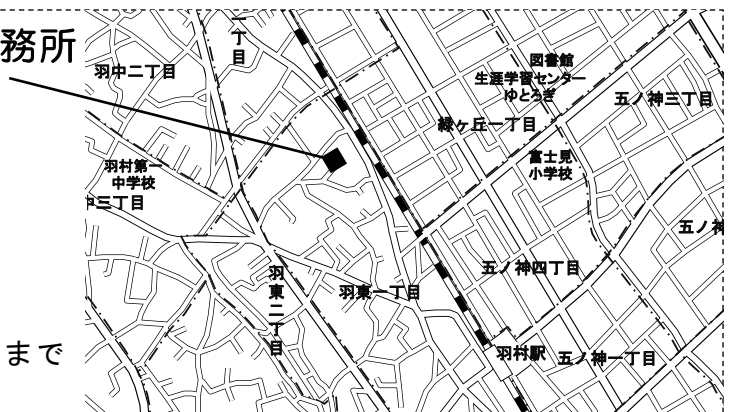 務所
一丁目
羽中二丁目
図書館
生涯学習センター
ゆとろぎ
五ノ神三丁目
緑ヶ丘一丁目
富士見
小学校
羽村第一
中学校
中三丁目
五ノ神
羽東二丁目
羽東一丁目
五ノ神四丁目
まで
羽村駅
五ノ神一丁目